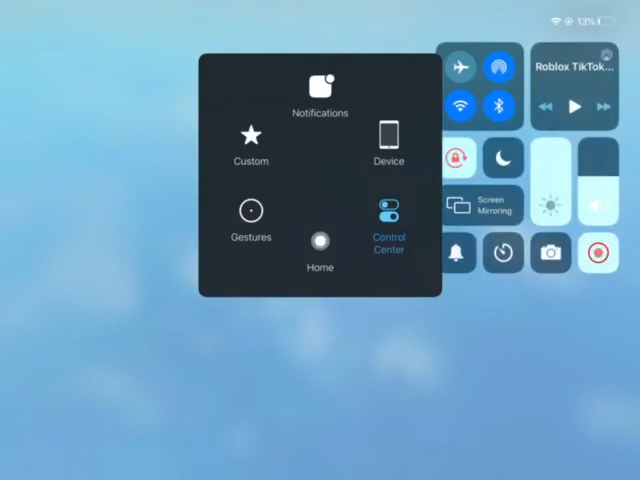 13%
Notifications
Custom
Device
Gestures
Control
Center
Home
Roblox TikTok...
Screen
Mirroring